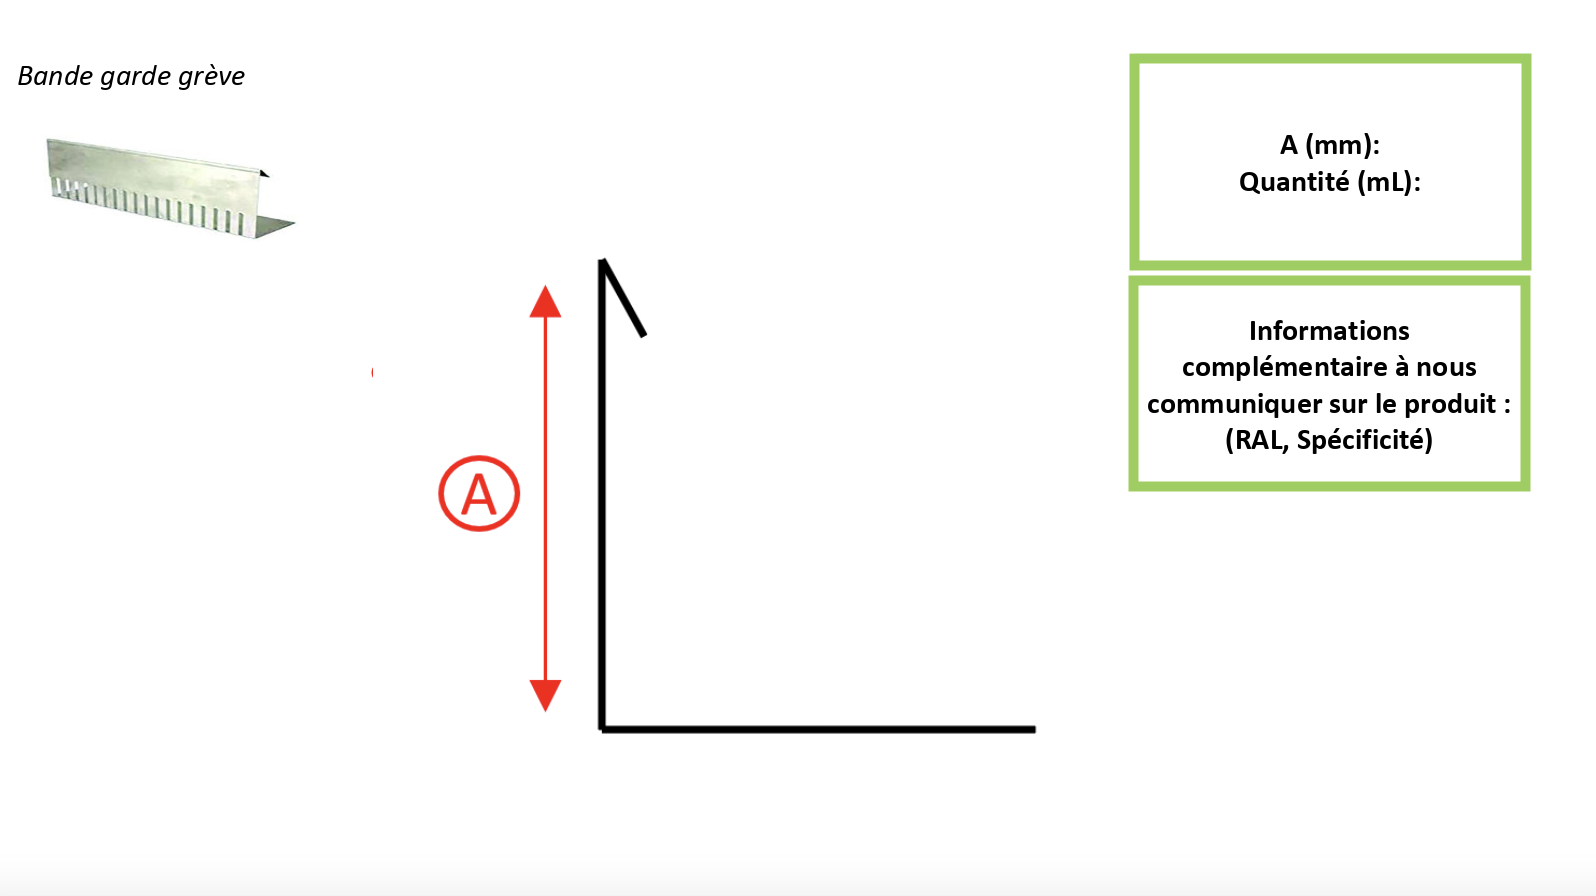 Bande garde grève
A (mm):
Quantité (mL):
Informations
complémentaire à nous
communiquer sur le produit :
(RAL, Spécificité)
A